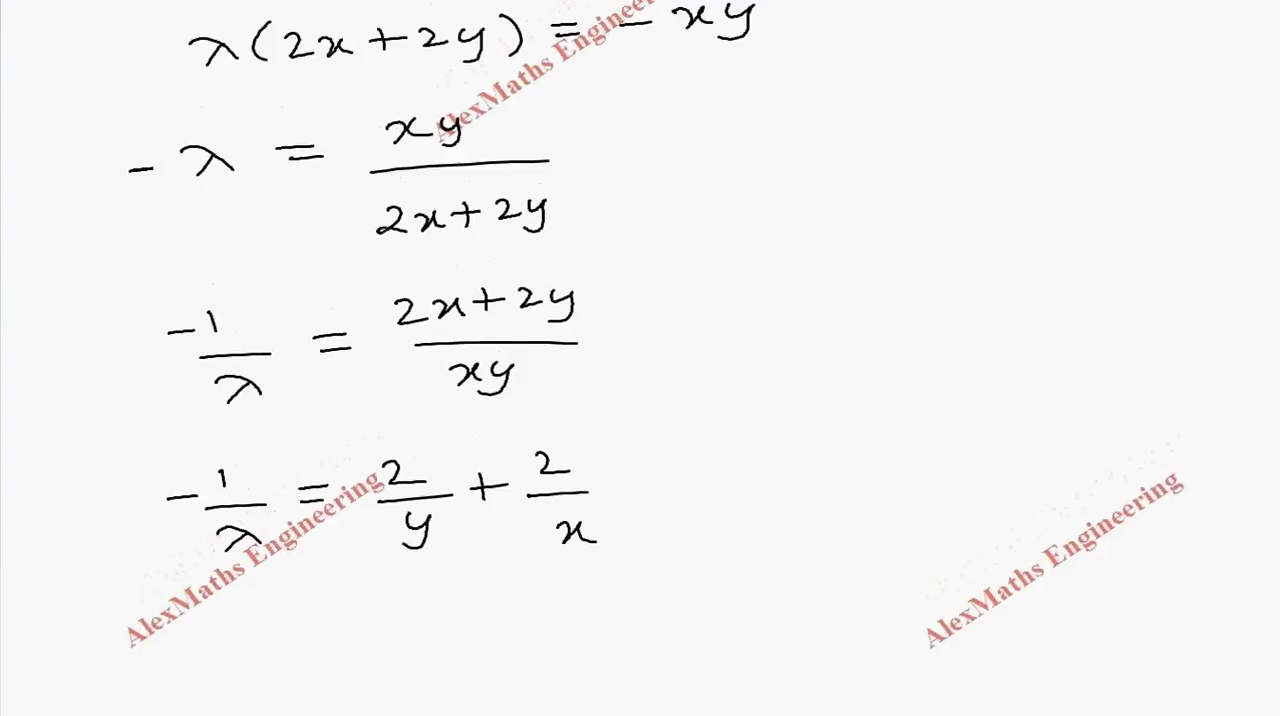 λ(2x+2y) = - xy
- λ = xy / 2x+2y
-1/λ = 2x+2y / xy
-1/λ = 2/y + 2/x
AlexMaths Engineering
AlexMaths Engineering
AlexMaths Engineering